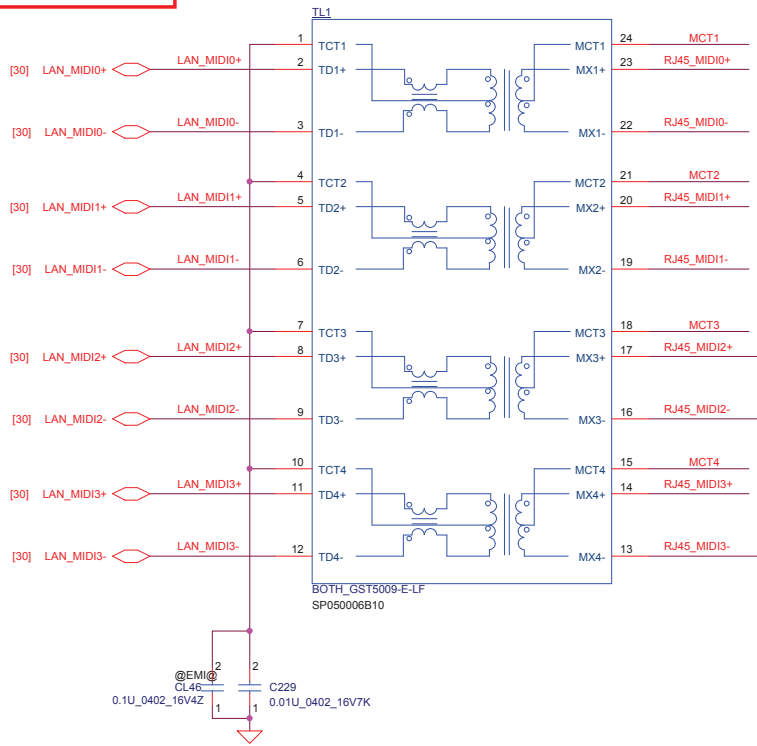 TL1
1 TCT1 MCT1 24 MCT1
[30] LAN_MIDI0+ LAN_MIDI0+ 2 TD1+ MX1+ 23 RJ45_MIDI0+
[30] LAN_MIDI0- LAN_MIDI0- 3 TD1- MX1- 22 RJ45_MIDI0-
4 TCT2 MCT2 21 MCT2
[30] LAN_MIDI1+ LAN_MIDI1+ 5 TD2+ MX2+ 20 RJ45_MIDI1+
[30] LAN_MIDI1- LAN_MIDI1- 6 TD2- MX2- 19 RJ45_MIDI1-
7 TCT3 MCT3 18 MCT3
[30] LAN_MIDI2+ LAN_MIDI2+ 8 TD3+ MX3+ 17 RJ45_MIDI2+
[30] LAN_MIDI2- LAN_MIDI2- 9 TD3- MX3- 16 RJ45_MIDI2-
10 TCT4 MCT4 15 MCT4
[30] LAN_MIDI3+ LAN_MIDI3+ 11 TD4+ MX4+ 14 RJ45_MIDI3+
[30] LAN_MIDI3- LAN_MIDI3- 12 TD4- MX4- 13 RJ45_MIDI3-
BOTH_GST5009-E-LF
SP050006B10
@EMI@ 2 2
CL46 C229
0.1U_0402_16V4Z 0.01U_0402_16V7K
1 1